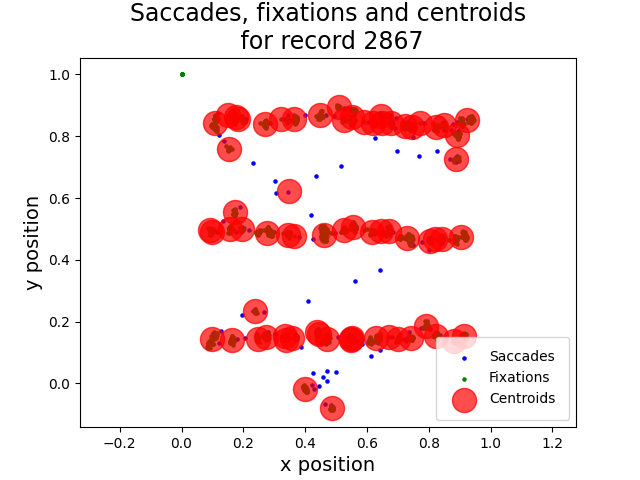 Saccades, fixations and centroids
for record 2867
1.0
0.8
0.6
0.4
0.2
0.0
y position
−0.2
0.0
0.2
0.4
0.6
0.8
1.0
1.2
x position
Saccades
Fixations
Centroids